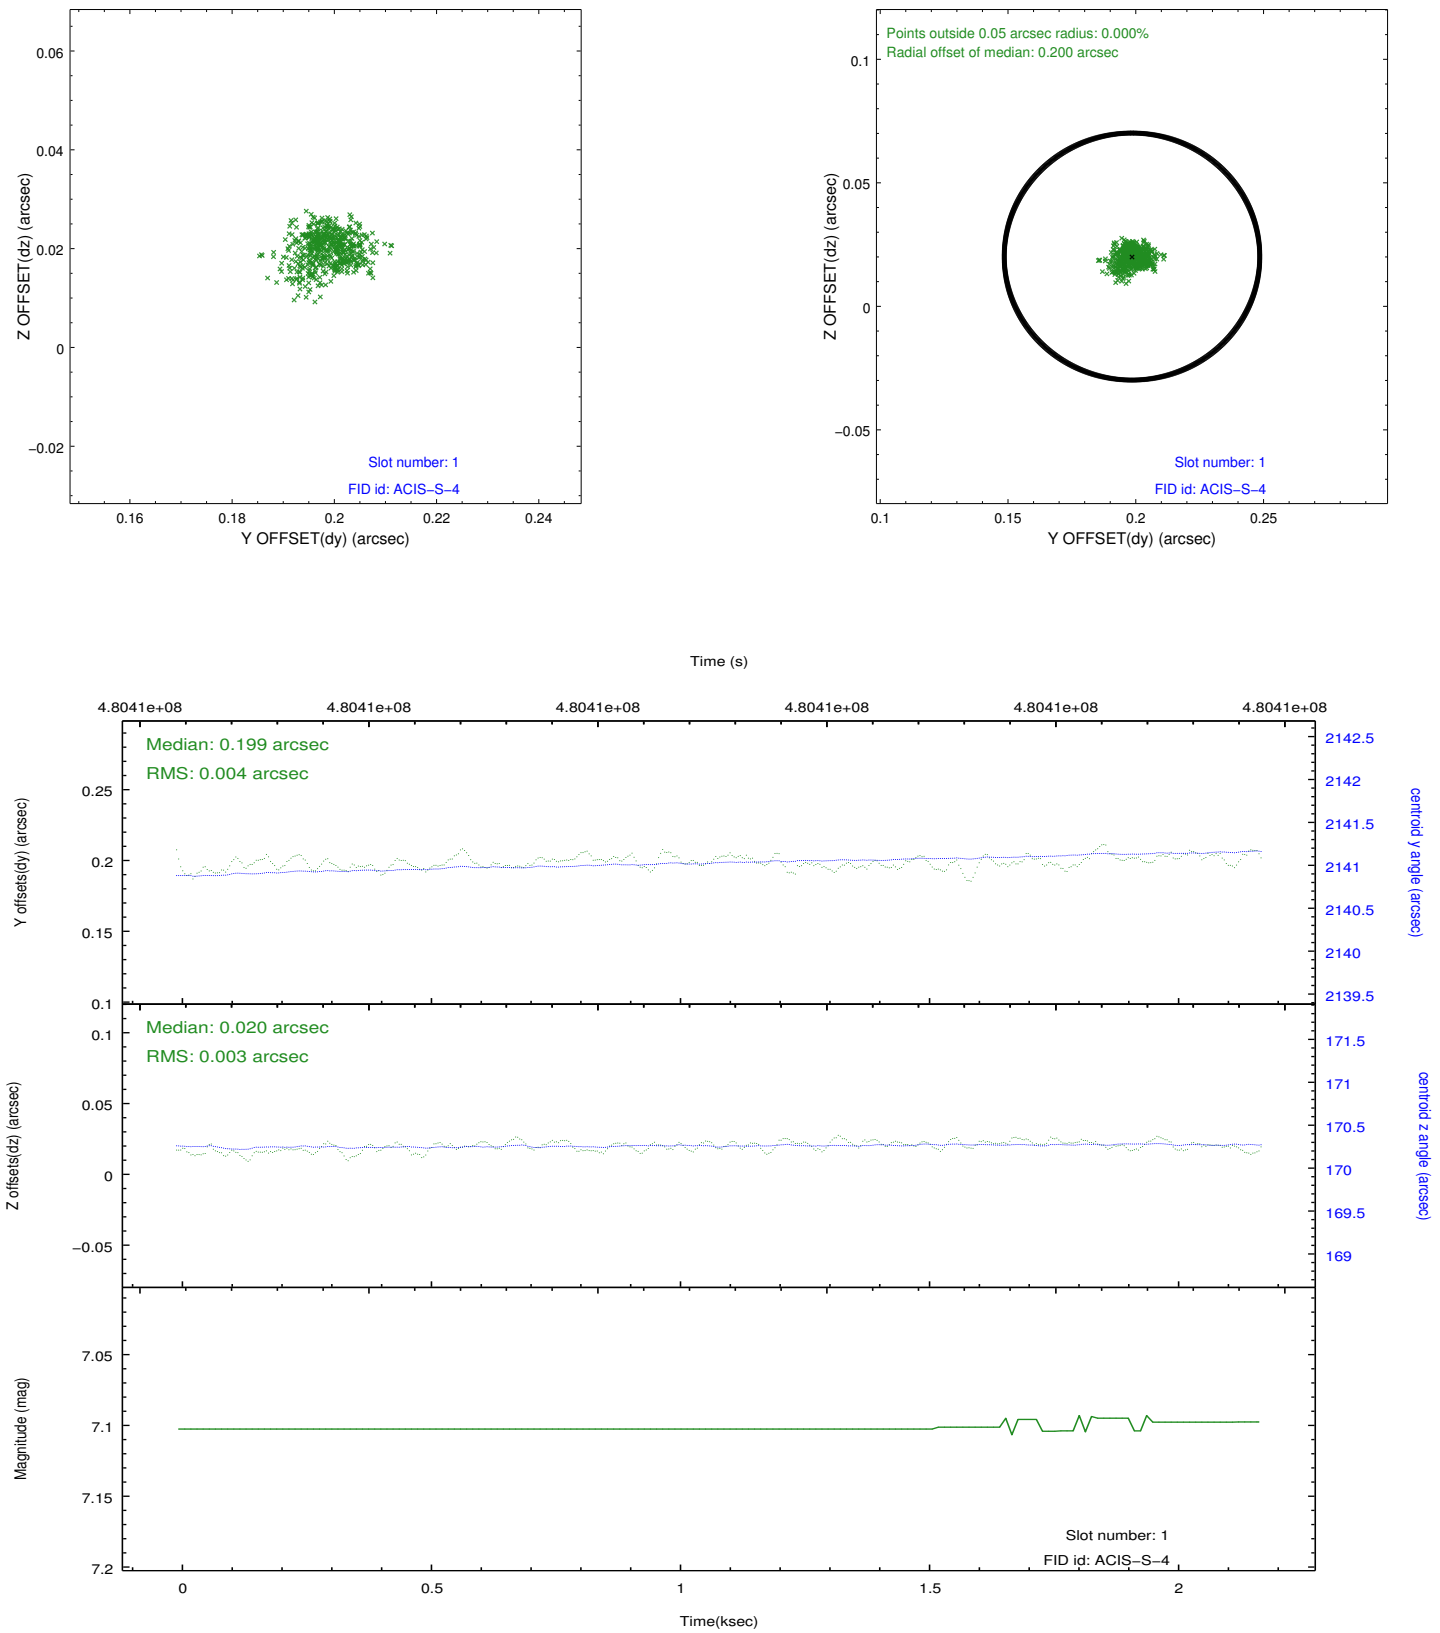 0.06
0.04
0.02
0
−0.02
Z OFFSET(dz) (arcsec)
Slot number: 1
FID id: ACIS−S−4
0.16 0.18 0.2 0.22 0.24
Y OFFSET(dy) (arcsec)
Points outside 0.05 arcsec radius: 0.000%
Radial offset of median: 0.200 arcsec
0.1
0.05
0
−0.05
Z OFFSET(dz) (arcsec)
Slot number: 1
FID id: ACIS−S−4
0.1 0.15 0.2 0.25
Y OFFSET(dy) (arcsec)
Time (s)
4.8041e+08 4.8041e+08 4.8041e+08 4.8041e+08 4.8041e+08 4.8041e+08
Median: 0.199 arcsec
RMS: 0.004 arcsec
Y offsets(dy) (arcsec)
0.25
0.2
0.15
0.1
2142.5
2142
2141.5
2141
2140.5
2140
2139.5
centroid y angle (arcsec)
Median: 0.020 arcsec
RMS: 0.003 arcsec
Z offsets(dz) (arcsec)
0.1
0.05
0
−0.05
171.5
171
170.5
170
169.5
169
centroid z angle (arcsec)
Magnitude (mag)
7.05
7.1
7.15
7.2
Slot number: 1
FID id: ACIS−S−4
0 0.5 1 1.5 2
Time(ksec)